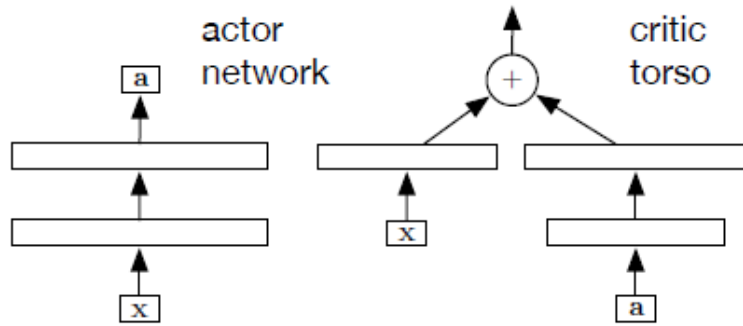 actor
network
a
x
critic
torso
+
x
a